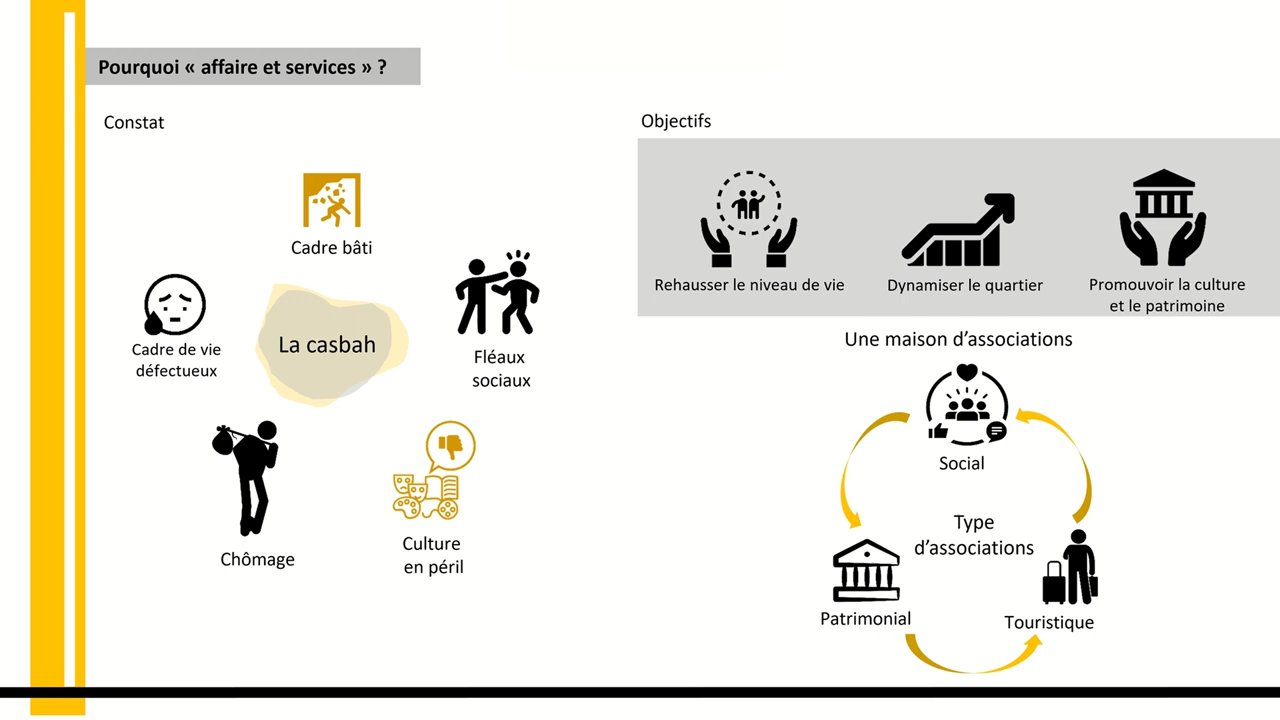 Pourquoi « affaire et services » ?
Constat
Cadre bâti
Cadre de vie
défectueux
La casbah
Fléaux
sociaux
Chômage
Culture
en péril
Objectifs
Rehausser le niveau de vie
Dynamiser le quartier
Promouvoir la culture
et le patrimoine
Une maison d’associations
Social
Type
d’associations
Patrimonial
Touristique